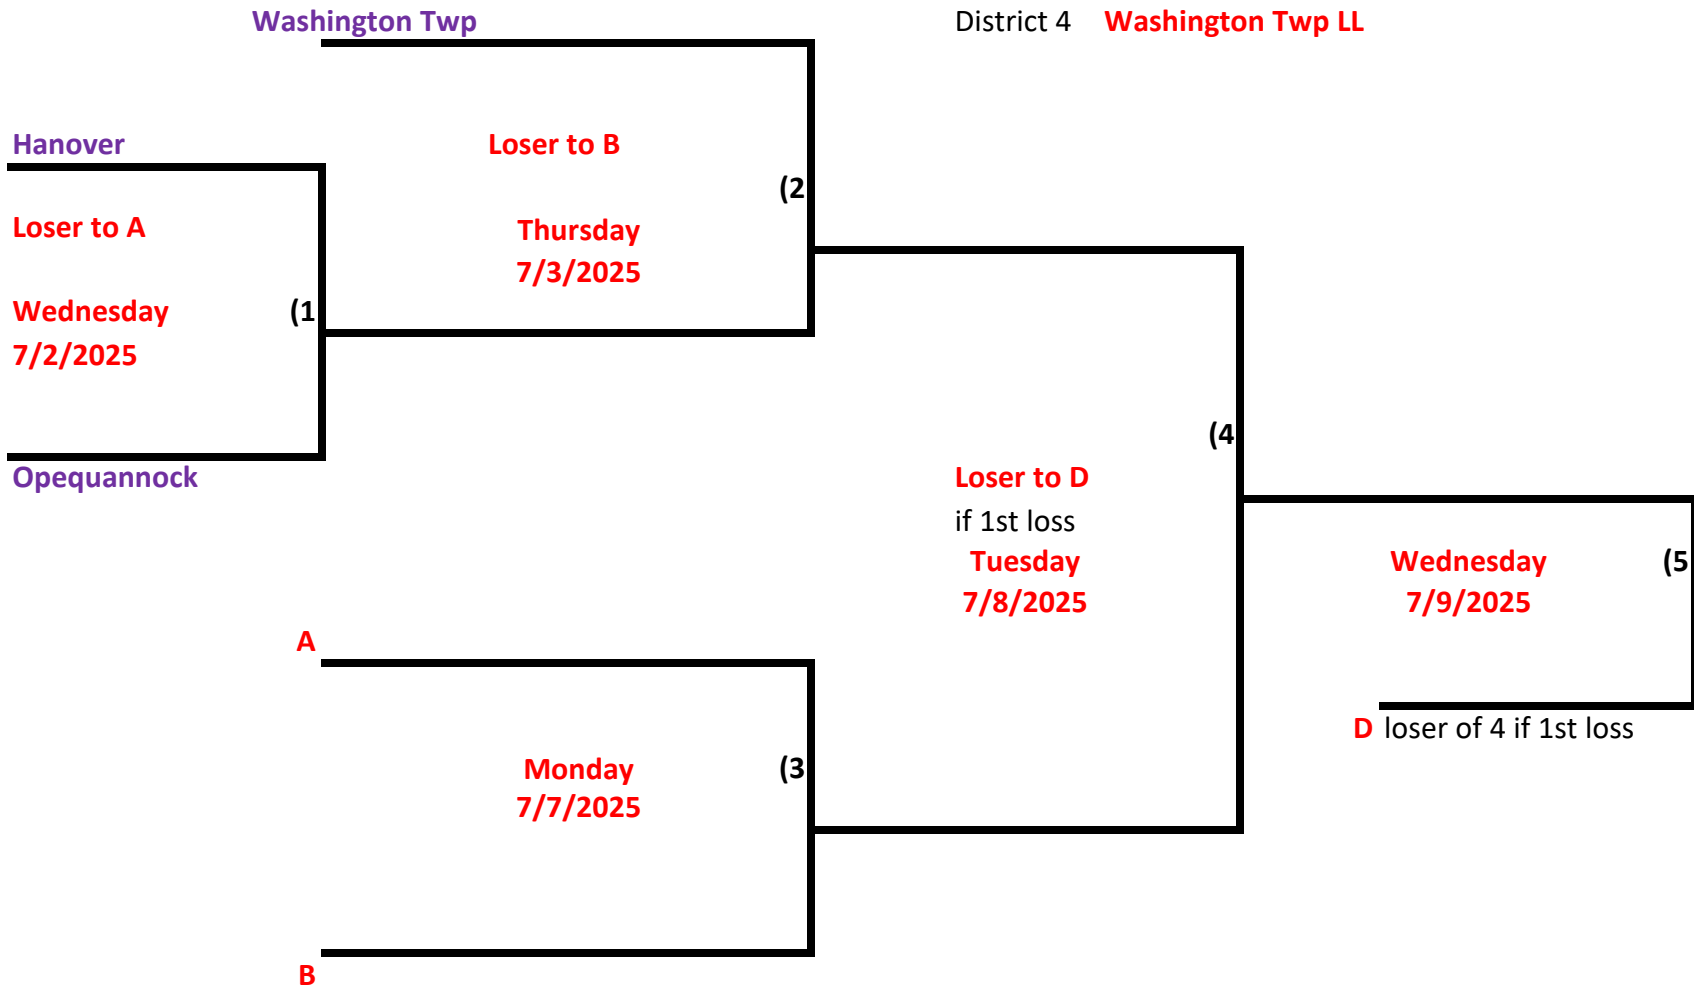 Washington Twp
District 4 Washington Twp LL
Hanover
Loser to B
(2
Loser to A
Thursday
7/3/2025
Wednesday
(1
7/2/2025
(4
Opequannock
Loser to D
if 1st loss
Tuesday
7/8/2025
Wednesday
(5
7/9/2025
A
D loser of 4 if 1st loss
Monday
(3
7/7/2025
B